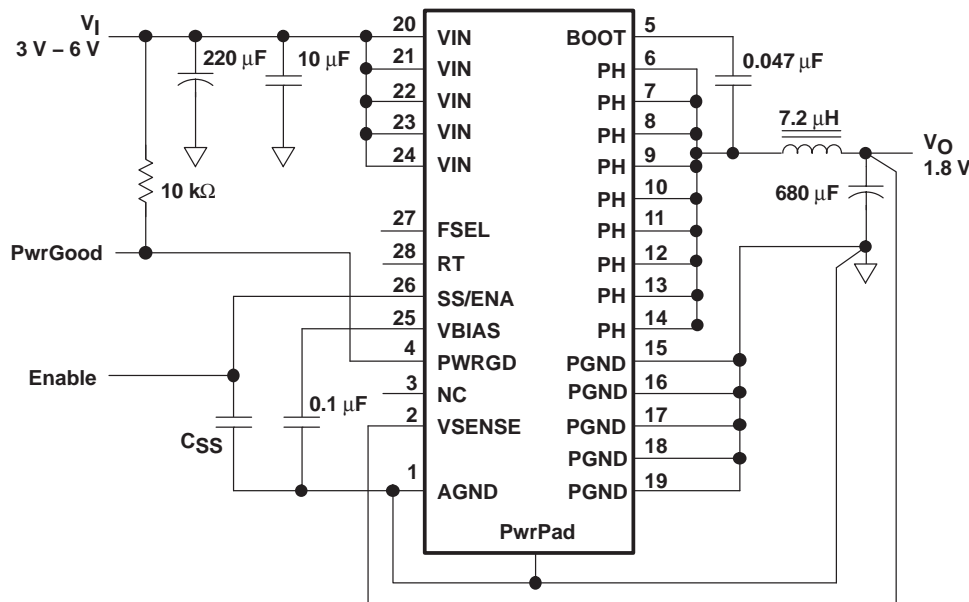 VI
3 V – 6 V
220 µF
10 µF
10 kΩ
PwrGood
Enable
CSS
0.1 µF
20 VIN
21 VIN
22 VIN
23 VIN
24 VIN
27 FSEL
28 RT
26 SS/ENA
25 VBIAS
4 PWRGD
3 NC
2 VSENSE
1 AGND
PwrPad
BOOT 5
PH 6
PH 7
PH 8
PH 9
PH 10
PH 11
PH 12
PH 13
PH 14
PGND 15
PGND 16
PGND 17
PGND 18
PGND 19
0.047 µF
7.2 µH
VO
1.8 V
680 µF